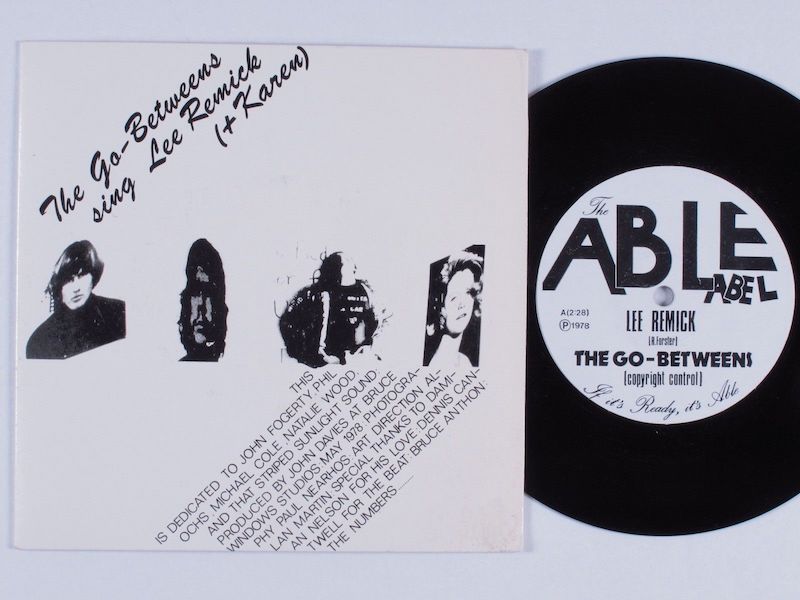 The Go-Betweens
sing Lee Remick
(+ Karen)
THIS
IS DEDICATED TO JOHN FOGERTY. PHIL
OCHS. MICHAEL COLE. NATALIE WOOD.
AND THAT STRIPED SUNLIGHT SOUND:
PRODUCED BY JOHN DAVIES AT BRUCE
WINDOWS STUDIOS MAY 1978. PHOTOGRA-
PHY PAUL NEARHOS. ART DIRECTION AL-
LAN MARTIN SPECIAL THANKS TO DAMI-
AN NELSON FOR HIS LOVE: DENNIS CAN-
TWELL FOR THE BEAT: BRUCE ANTHON:
THE NUMBERS
The
ABLE
LABEL
A(2:28)
Ⓟ1978
LEE REMICK
(R.Forster)
THE GO-BETWEENS
(copyright control)
If it's Ready, it's Able